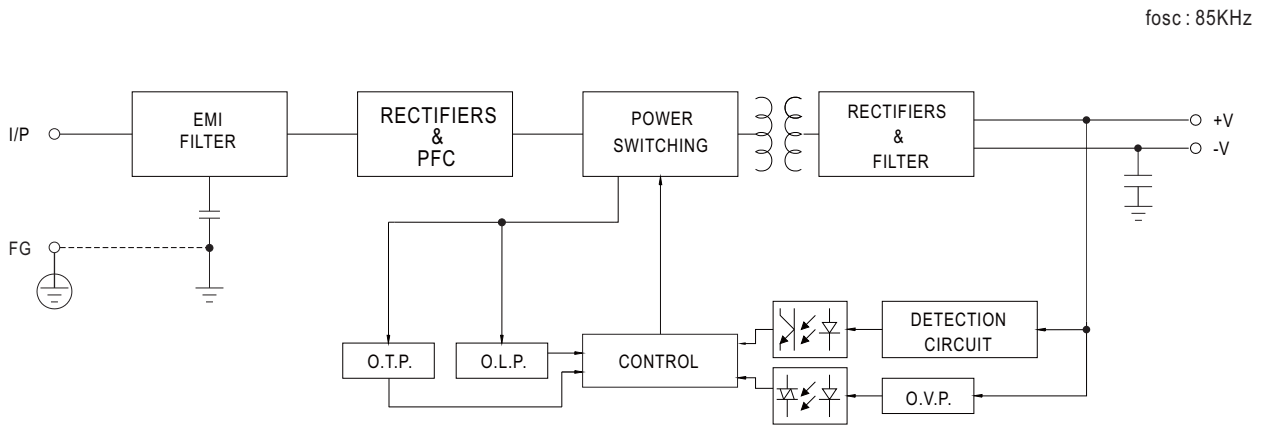 fosc : 85KHz
I/P
EMI
FILTER
RECTIFIERS
&
PFC
POWER
SWITCHING
RECTIFIERS
&
FILTER
+V
-V
FG
O.T.P.
O.L.P.
CONTROL
DETECTION
CIRCUIT
O.V.P.